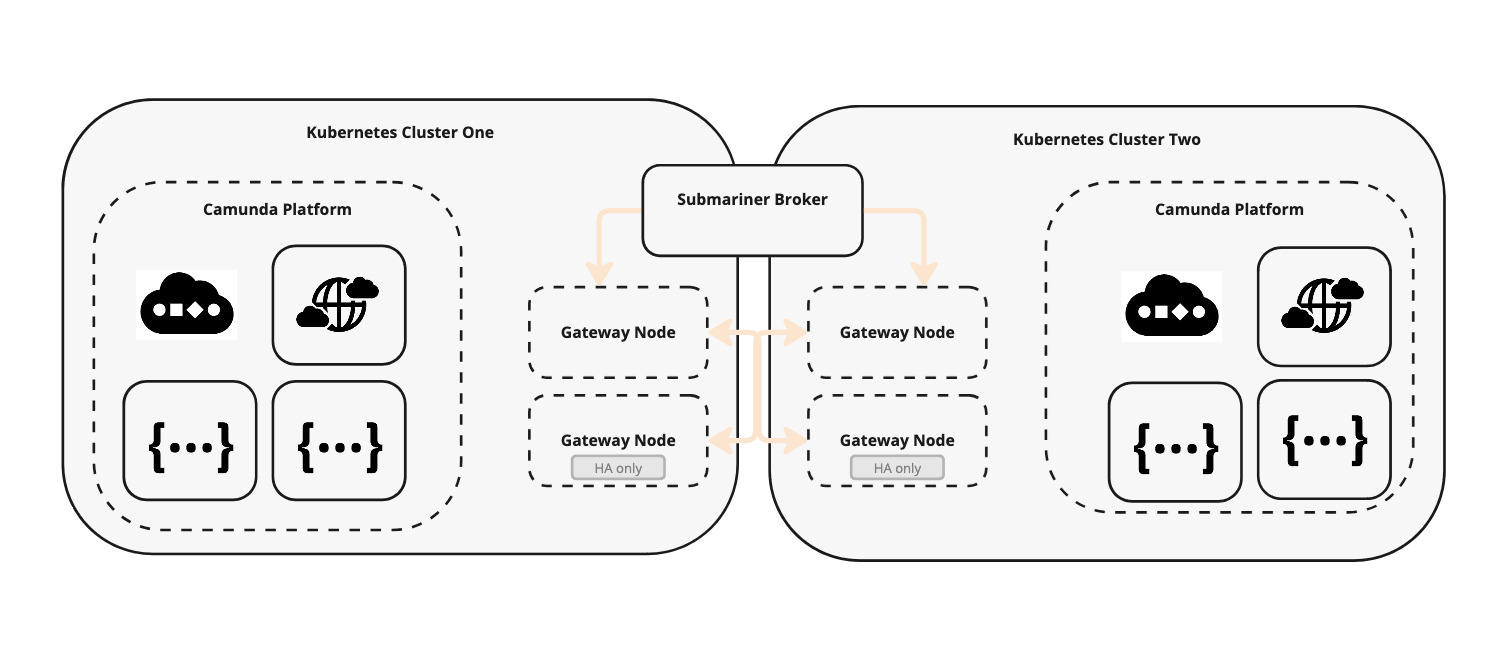 Kubernetes Cluster One
Kubernetes Cluster Two
Submariner Broker
Camunda Platform
Camunda Platform
Gateway Node
Gateway Node
Gateway Node
HA only
Gateway Node
HA only
{...}
{...}
{...}
{...}